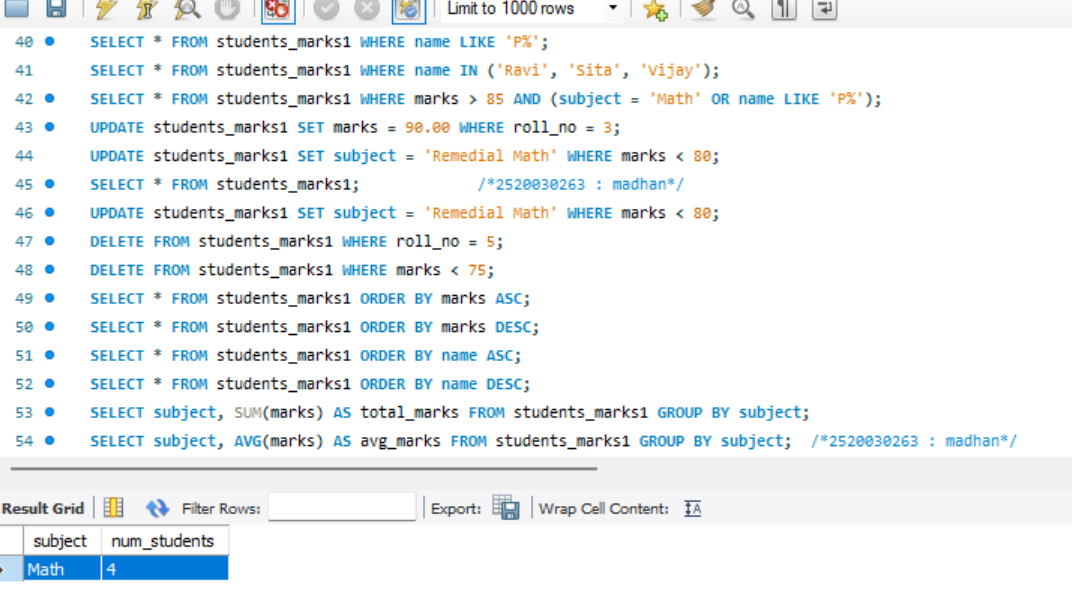 Limit to 1000 rows
40 SELECT * FROM students_marks1 WHERE name LIKE 'P%';
41 SELECT * FROM students_marks1 WHERE name IN ('Ravi', 'Sita', 'Vijay');
42 SELECT * FROM students_marks1 WHERE marks > 85 AND (subject = 'Math' OR name LIKE 'P%');
43 UPDATE students_marks1 SET marks = 90.00 WHERE roll_no = 3;
44 UPDATE students_marks1 SET subject = 'Remedial Math' WHERE marks < 80;
45 SELECT * FROM students_marks1; /*2520030263 : madhan*/
46 UPDATE students_marks1 SET subject = 'Remedial Math' WHERE marks < 80;
47 DELETE FROM students_marks1 WHERE roll_no = 5;
48 DELETE FROM students_marks1 WHERE marks < 75;
49 SELECT * FROM students_marks1 ORDER BY marks ASC;
50 SELECT * FROM students_marks1 ORDER BY marks DESC;
51 SELECT * FROM students_marks1 ORDER BY name ASC;
52 SELECT * FROM students_marks1 ORDER BY name DESC;
53 SELECT subject, SUM(marks) AS total_marks FROM students_marks1 GROUP BY subject;
54 SELECT subject, AVG(marks) AS avg_marks FROM students_marks1 GROUP BY subject; /*2520030263 : madhan*/
Result Grid Filter Rows: Export: Wrap Cell Content:
subject num_students
Math 4